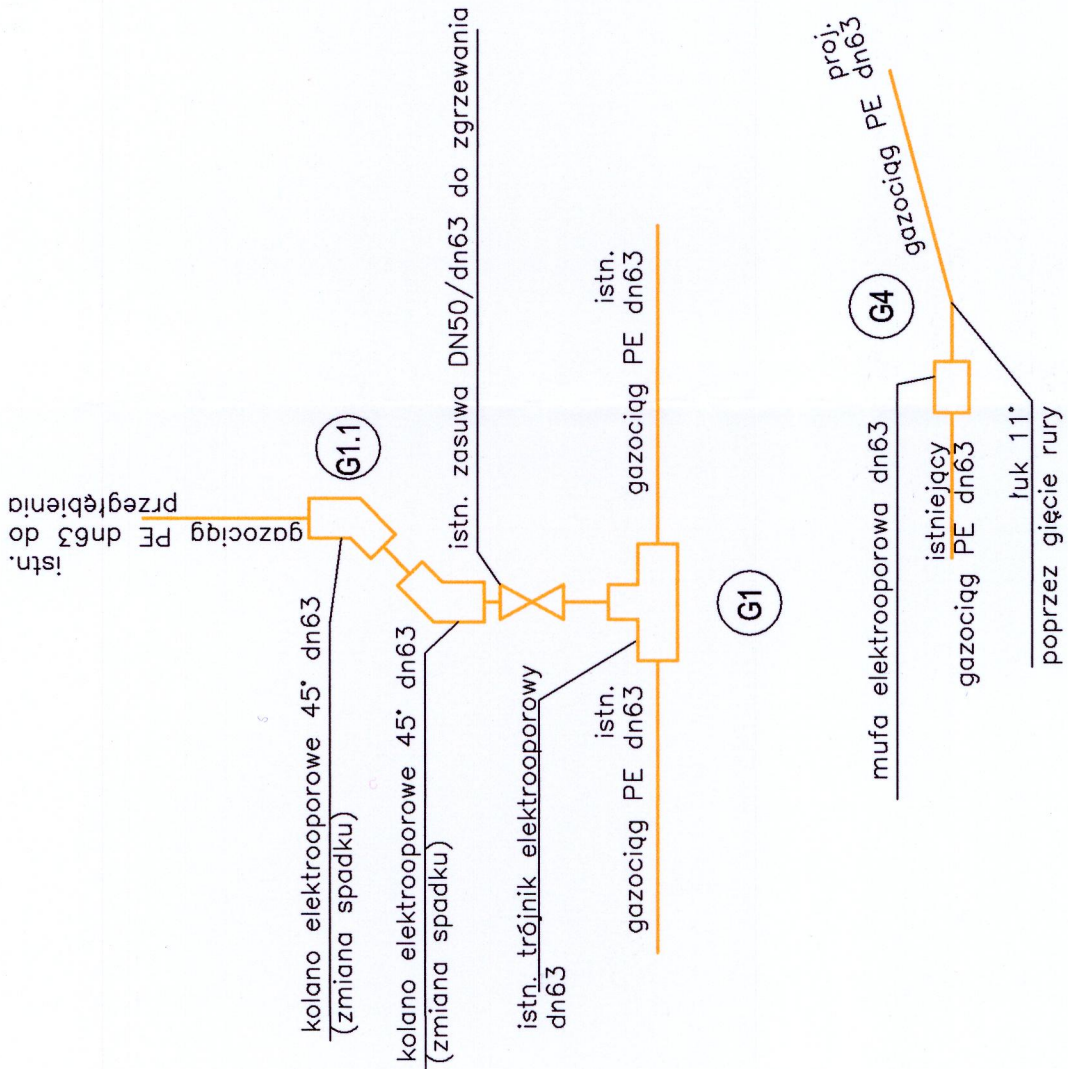 istn.
gazociąg PE dn63 do
przegłębienia
G1.1
kolano elektrooporowe 45° dn63
(zmiana spadku)
kolano elektrooporowe 45° dn63
(zmiana spadku)
istn. zasuwa DN50/dn63 do zgrzewania
istn. trójnik elektrooporowy
dn63
istn.
gazociąg PE dn63
istn.
gazociąg PE dn63
G1
proj.
gazociąg PE dn63
G4
mufa elektrooporowa dn63
istniejący
gazociąg PE dn63
łuk 11°
poprzez gięcie rury